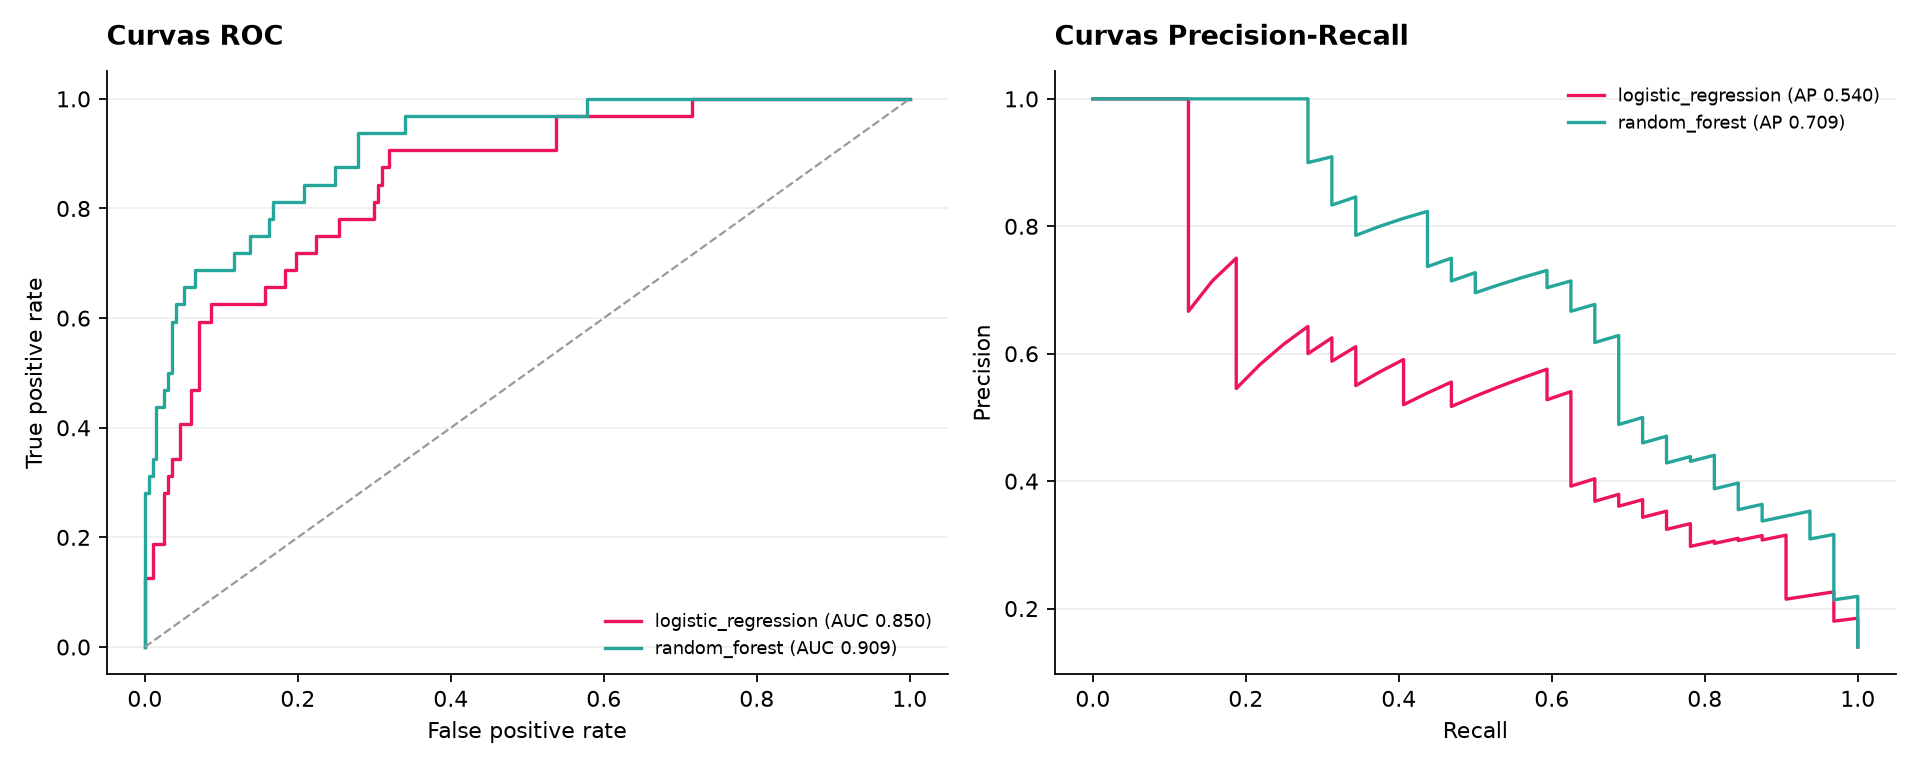 Curvas ROC
True positive rate
1.0
0.8
0.6
0.4
0.2
0.0
logistic_regression (AUC 0.850)
random_forest (AUC 0.909)
0.0 0.2 0.4 0.6 0.8 1.0
False positive rate
Curvas Precision-Recall
Precision
1.0
0.8
0.6
0.4
0.2
logistic_regression (AP 0.540)
random_forest (AP 0.709)
0.0 0.2 0.4 0.6 0.8 1.0
Recall